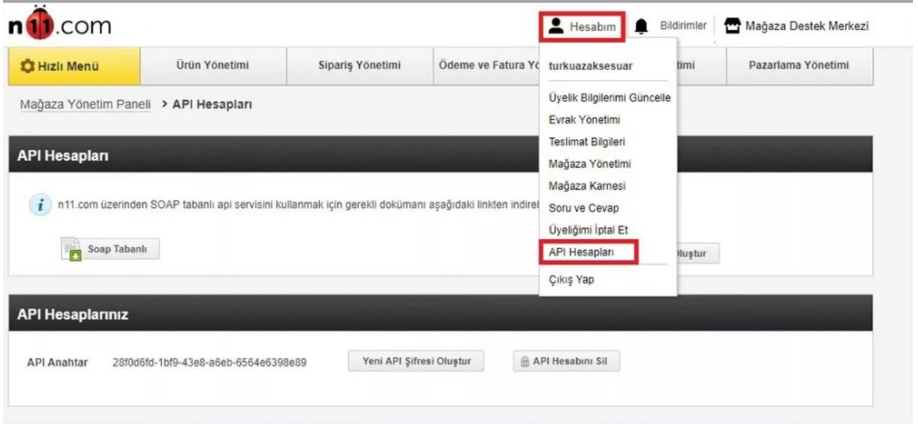 n11.com
Hesabım
Bildirimler
Mağaza Destek Merkezi
Hızlı Menü
Ürün Yönetimi
Sipariş Yönetimi
Ödeme ve Fatura
Pazarlama Yönetimi
turkuazaksesuar
Üyelik Bilgilerimi Güncelle
Evrak Yönetimi
Teslimat Bilgileri
Mağaza Yönetimi
Mağaza Karnesi
Soru ve Cevap
Üyeliğimi İptal Et
API Hesapları
Çıkış Yap
Mağaza Yönetim Paneli > API Hesapları
API Hesapları
i n11.com üzerinden SOAP tabanlı api servisini kullanmak için gerekli dokümanı aşağıdaki linkten
Soap Tabanlı
API Hesaplarınız
API Anahtar 28f0d6fd-1bf9-43e8-a6eb-6564e6398e89 Yeni API Şifresi Oluştur API Hesabını Sil